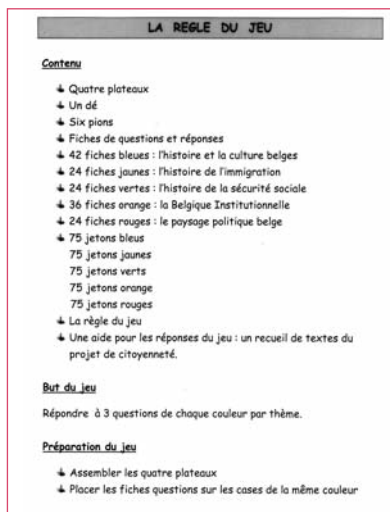 LA REGLE DU JEU
Contenu
Quatre plateaux
Un dé
Six pions
Fiches de questions et réponses
42 fiches bleues : l'histoire et la culture belges
24 fiches jaunes : l'histoire de l'immigration
24 fiches vertes : l'histoire de la sécurité sociale
36 fiches orange : la Belgique Institutionnelle
24 fiches rouges : le paysage politique belge
75 jetons bleus
75 jetons jaunes
75 jetons verts
75 jetons orange
75 jetons rouges
La règle du jeu
Une aide pour les réponses du jeu : un recueil de textes du
projet de citoyenneté.
But du jeu
Répondre à 3 questions de chaque couleur par thème.
Préparation du jeu
Assembler les quatre plateaux
Placer les fiches questions sur les cases de la même couleur